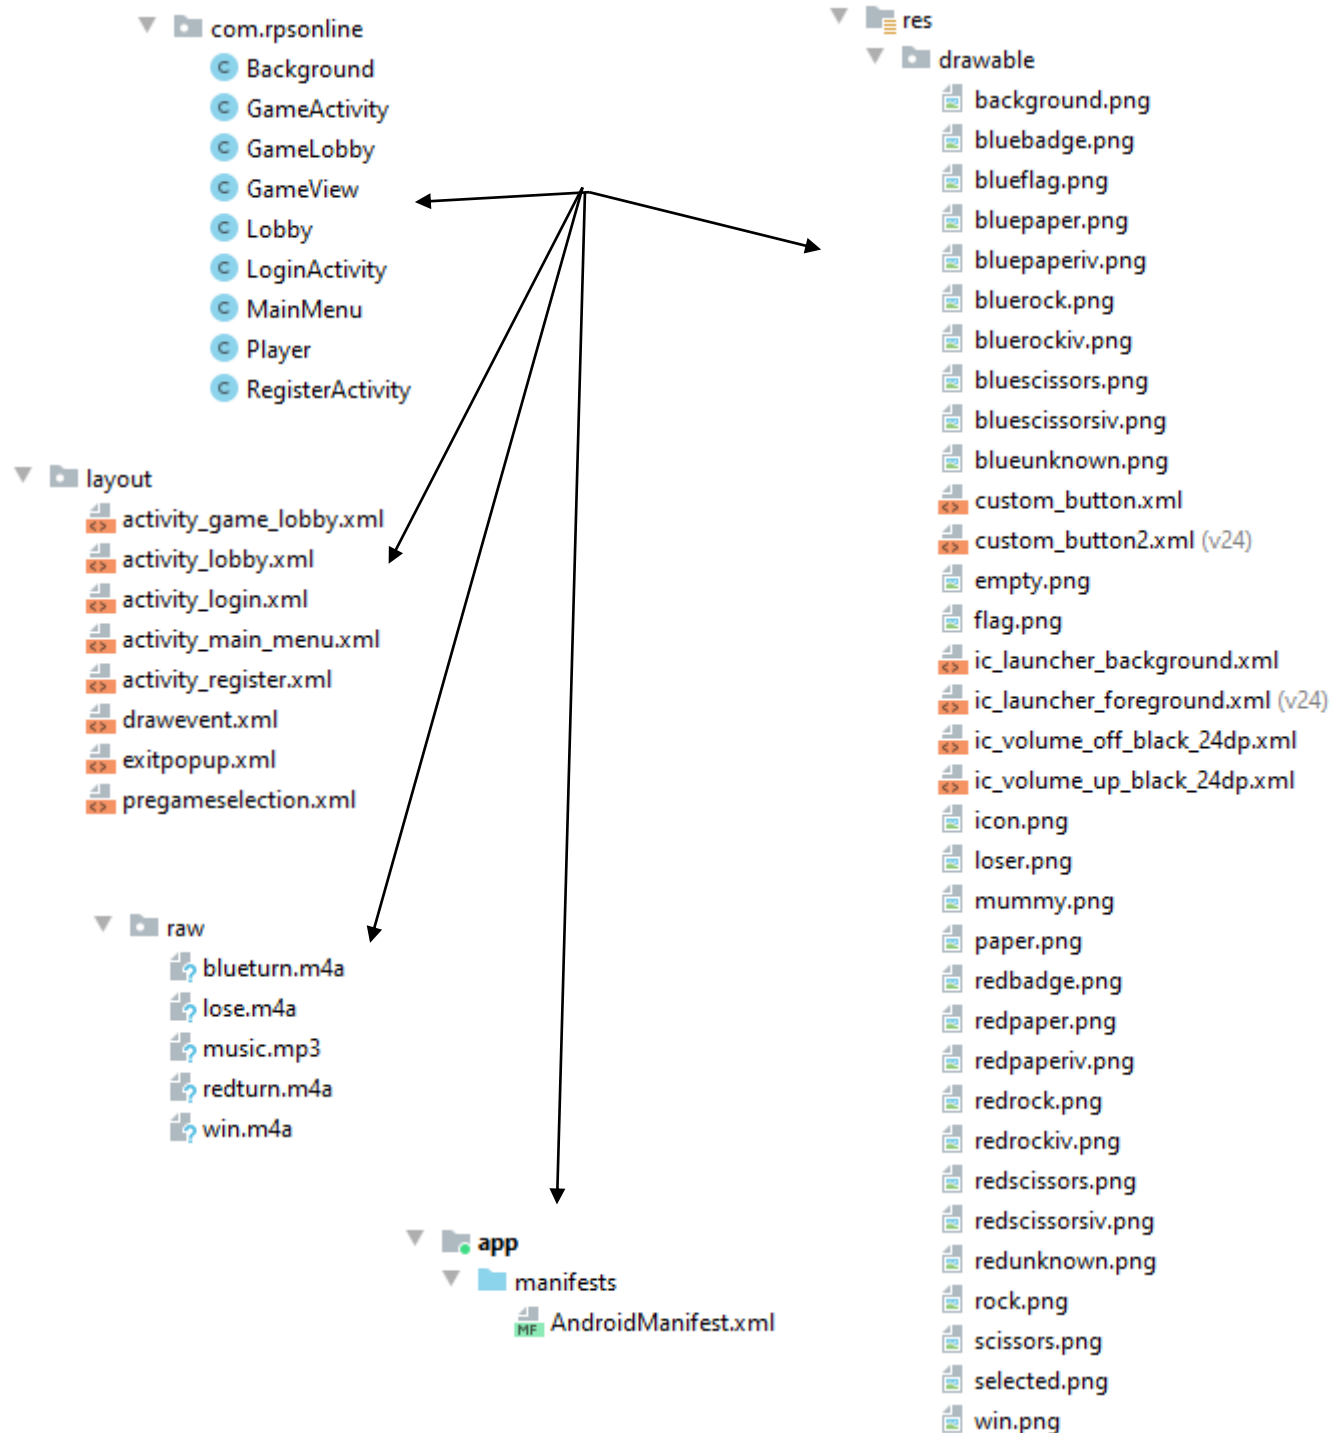 com.rpsonline
Background
GameActivity
GameLobby
GameView
Lobby
LoginActivity
MainMenu
Player
RegisterActivity
layout
activity_game_lobby.xml
activity_lobby.xml
activity_login.xml
activity_main_menu.xml
activity_register.xml
drawevent.xml
exitpopup.xml
pregameselection.xml
raw
blueturn.m4a
lose.m4a
music.mp3
redturn.m4a
win.m4a
app
manifests
MF AndroidManifest.xml
res
drawable
background.png
bluebadge.png
blueflag.png
bluepaper.png
bluepaperiv.png
bluerock.png
bluerockiv.png
bluescissors.png
bluescissorsiv.png
blueunknown.png
custom_button.xml
custom_button2.xml (v24)
empty.png
flag.png
ic_launcher_background.xml
ic_launcher_foreground.xml (v24)
ic_volume_off_black_24dp.xml
ic_volume_up_black_24dp.xml
icon.png
loser.png
mummy.png
paper.png
redbadge.png
redpaper.png
redpaperiv.png
redrock.png
redrockiv.png
redscissors.png
redscissorsiv.png
redunknown.png
rock.png
scissors.png
selected.png
win.png